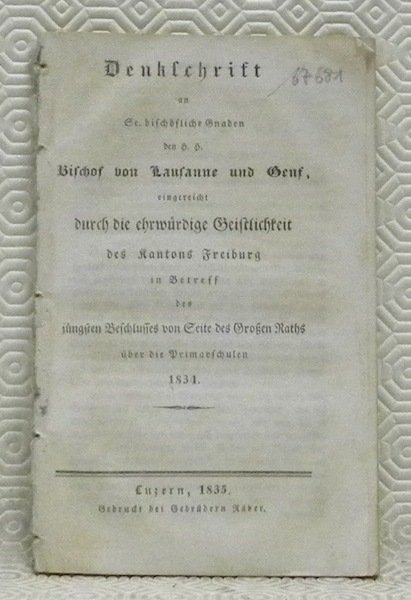 Denkschrift
67681
an
Se. bischöfliche Gnaden
den H. H.
Bischof von Lausanne und Genf,
eingereicht
durch die ehrwürdige Geistlichkeit
des Kantons Freiburg
in Betreff
des
jüngsten Beschlusses von Seite des Großen Raths
über die Primarschulen
1834.
Luzern, 1835.
Gedruckt bei Gebrüdern Räber.